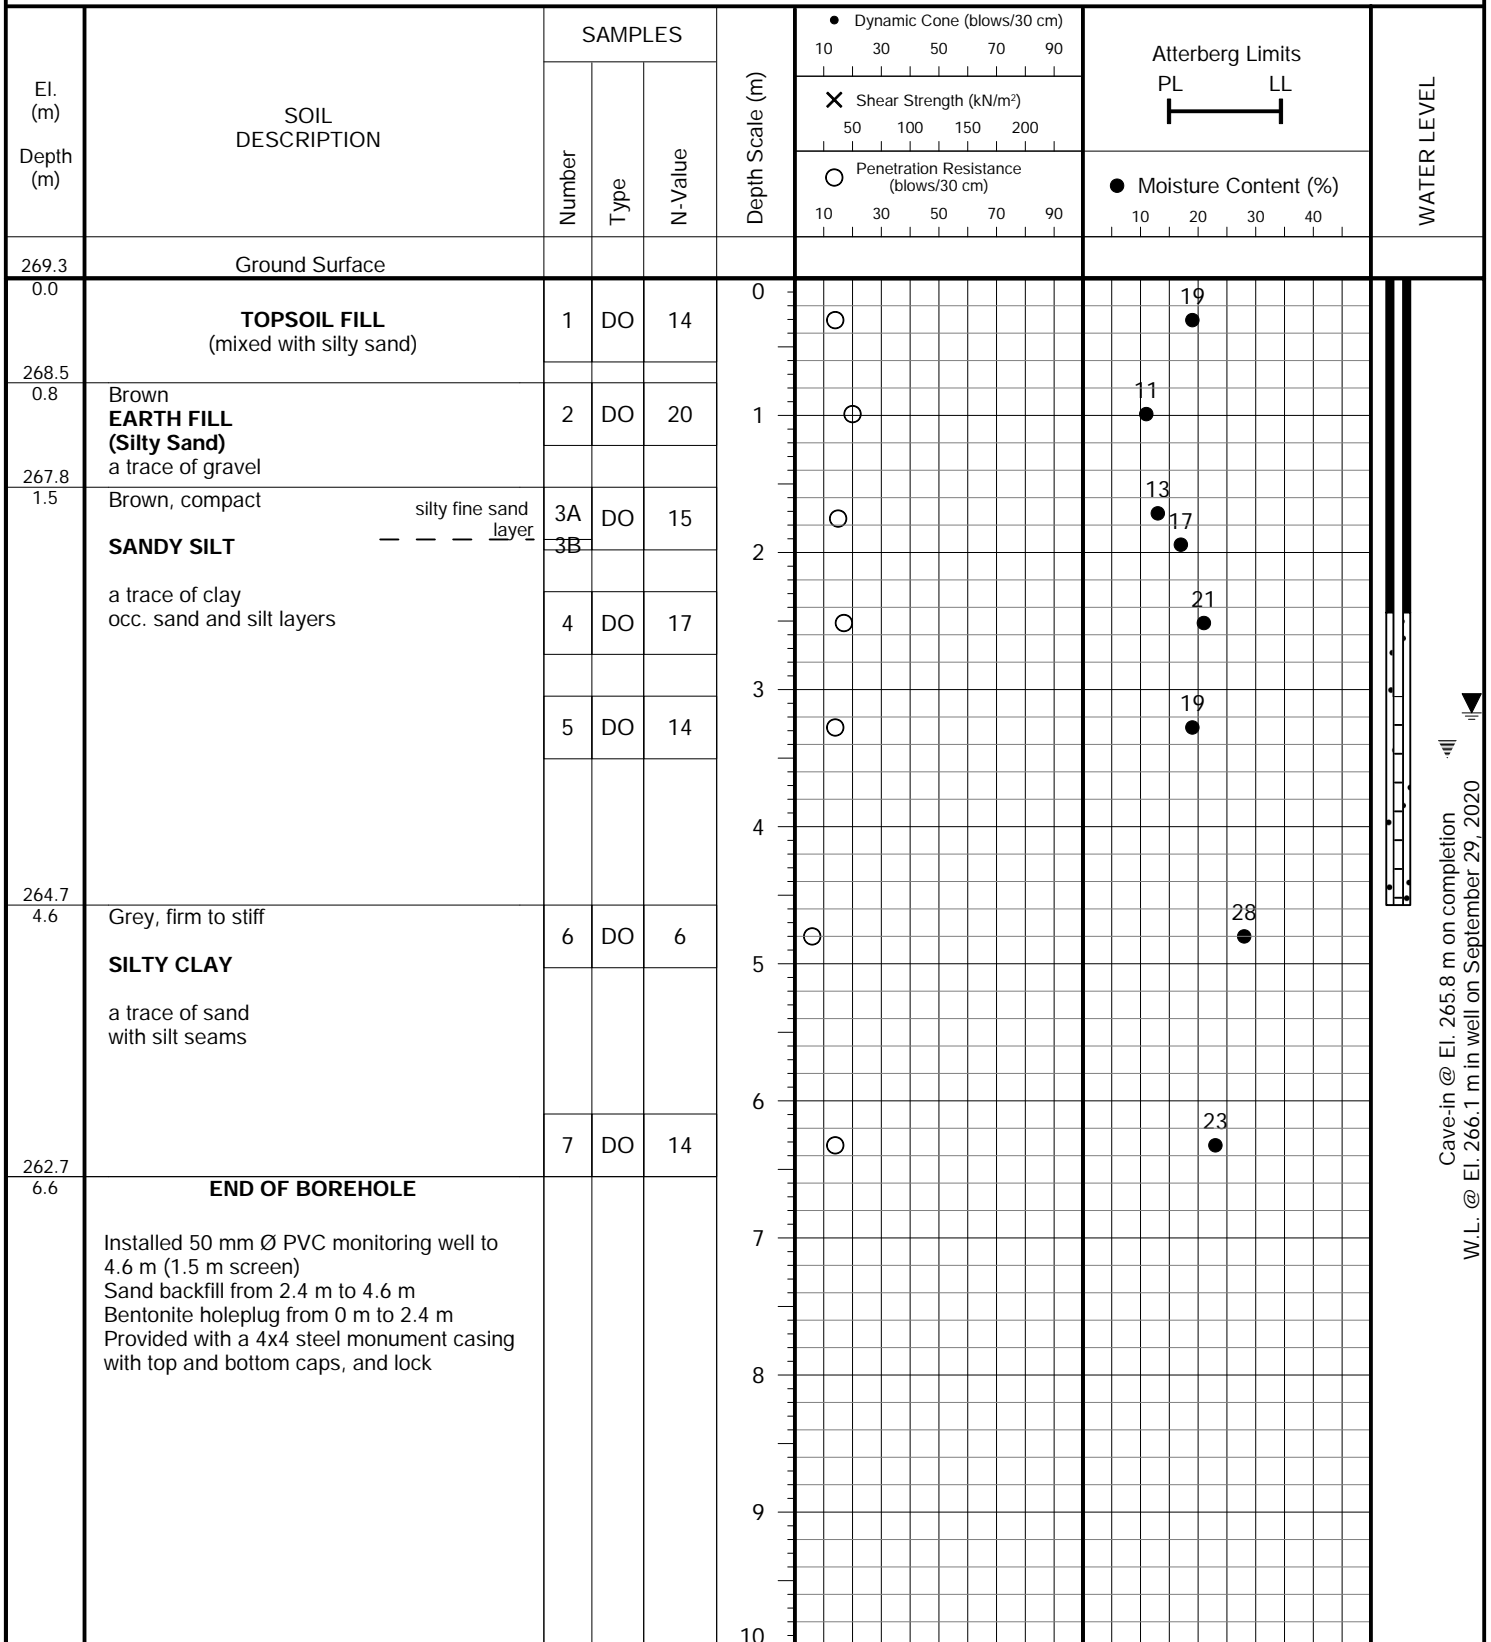 El.
(m)
Depth
(m)
SOIL
DESCRIPTION
SAMPLES
Number
Type
N-Value
Depth Scale (m)
Dynamic Cone (blows/30 cm)
10 30 50 70 90
Shear Strength (kN/m²)
50 100 150 200
Penetration Resistance
(blows/30 cm)
10 30 50 70 90
Atterberg Limits
PL LL
Moisture Content (%)
10 20 30 40
WATER LEVEL
269.3 Ground Surface
0.0
TOPSOIL FILL
(mixed with silty sand)
1 DO 14
0
19
268.5
0.8
Brown
EARTH FILL
(Silty Sand)
a trace of gravel
2 DO 20
1
11
267.8
1.5
Brown, compact
silty fine sand
layer
SANDY SILT
a trace of clay
occ. sand and silt layers
3A DO 15
3B
13
17
2
4 DO 17
21
3
5 DO 14
19
4
264.7
4.6
Grey, firm to stiff
SILTY CLAY
a trace of sand
with silt seams
6 DO 6
28
5
6
7 DO 14
23
262.7
6.6
END OF BOREHOLE
Installed 50 mm Ø PVC monitoring well to
4.6 m (1.5 m screen)
Sand backfill from 2.4 m to 4.6 m
Bentonite holeplug from 0 m to 2.4 m
Provided with a 4x4 steel monument casing
with top and bottom caps, and lock
7
8
9
10
Cave-in @ El. 265.8 m on completion
W.L. @ El. 266.1 m in well on September 29, 2020